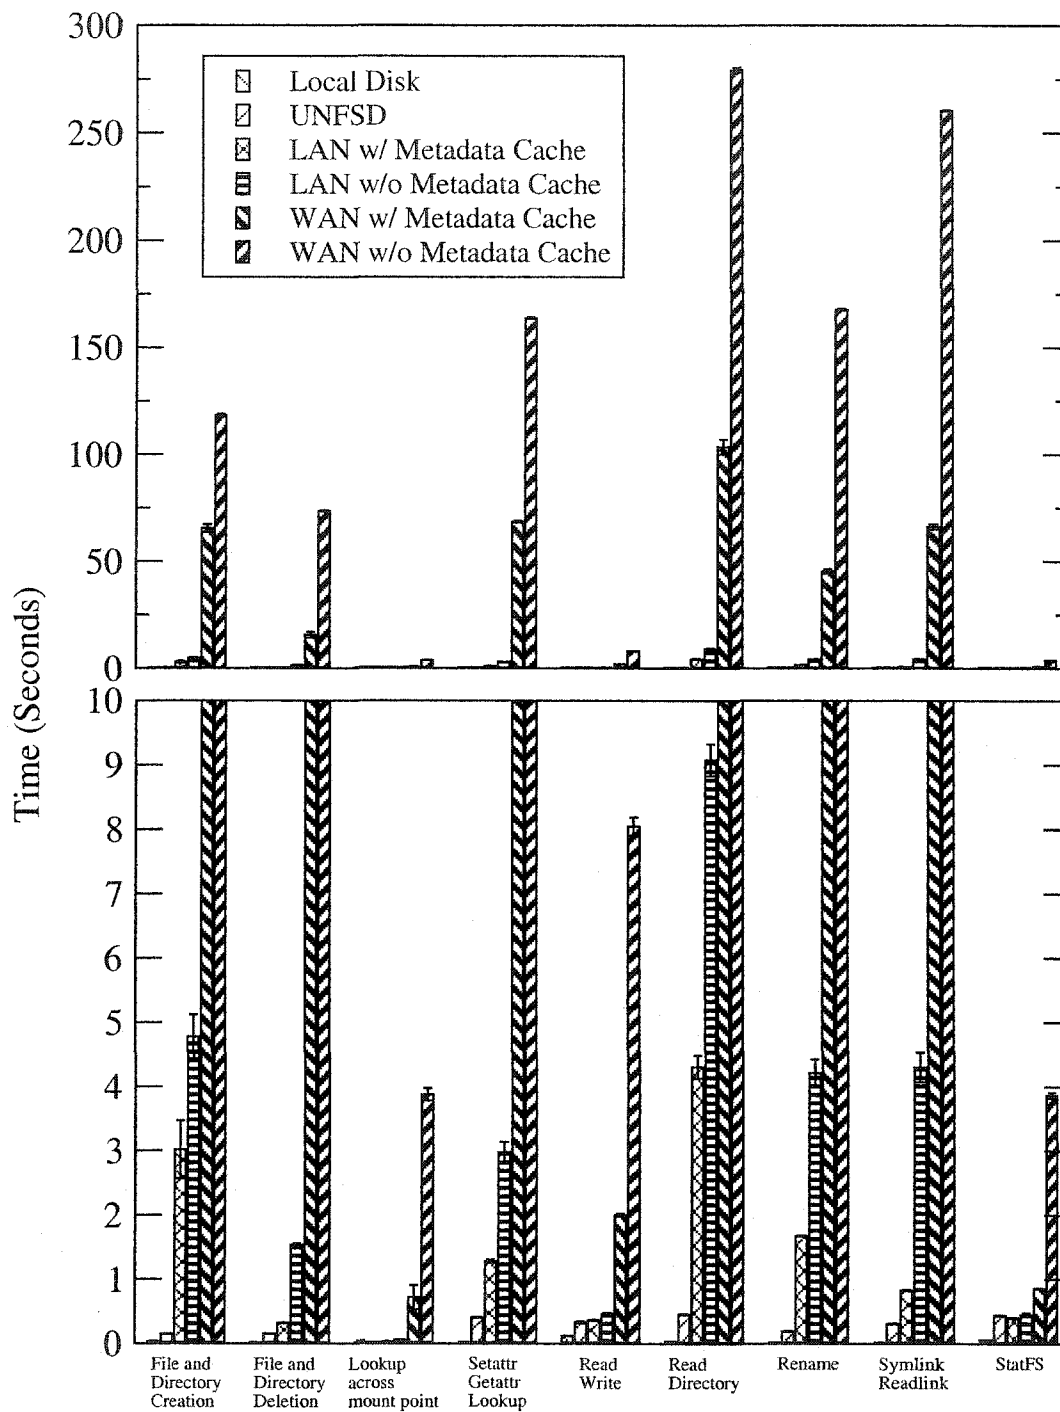 300
250
200
150
100
50
0
Local Disk
UNFSD
LAN w/ Metadata Cache
LAN w/o Metadata Cache
WAN w/ Metadata Cache
WAN w/o Metadata Cache
Time (Seconds)
10
9
8
7
6
5
4
3
2
1
0
File and
Directory
Creation
File and
Directory
Deletion
Lookup
across
mount point
Setattr
Getattr
Lookup
Read
Write
Read
Directory
Rename
Symlink
Readlink
StatFS